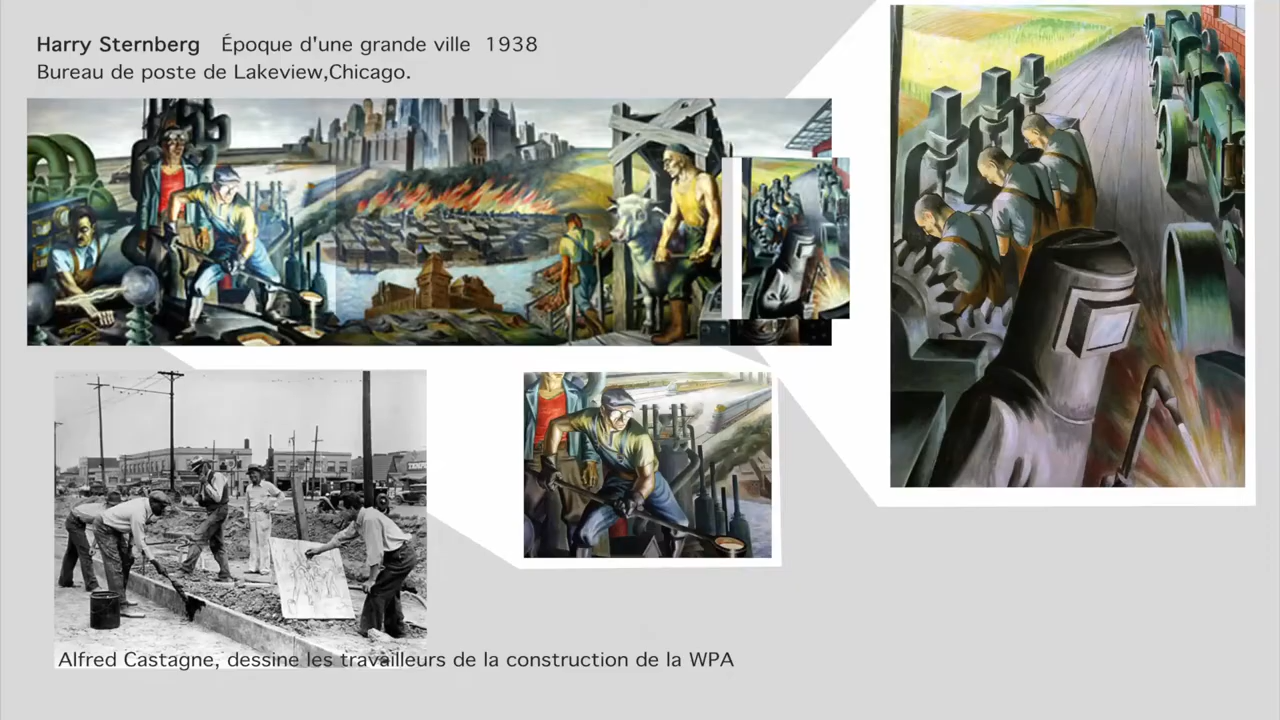 Harry Sternberg Époque d'une grande ville 1938
Bureau de poste de Lakeview,Chicago.
Alfred Castagne, dessine les travailleurs de la construction de la WPA